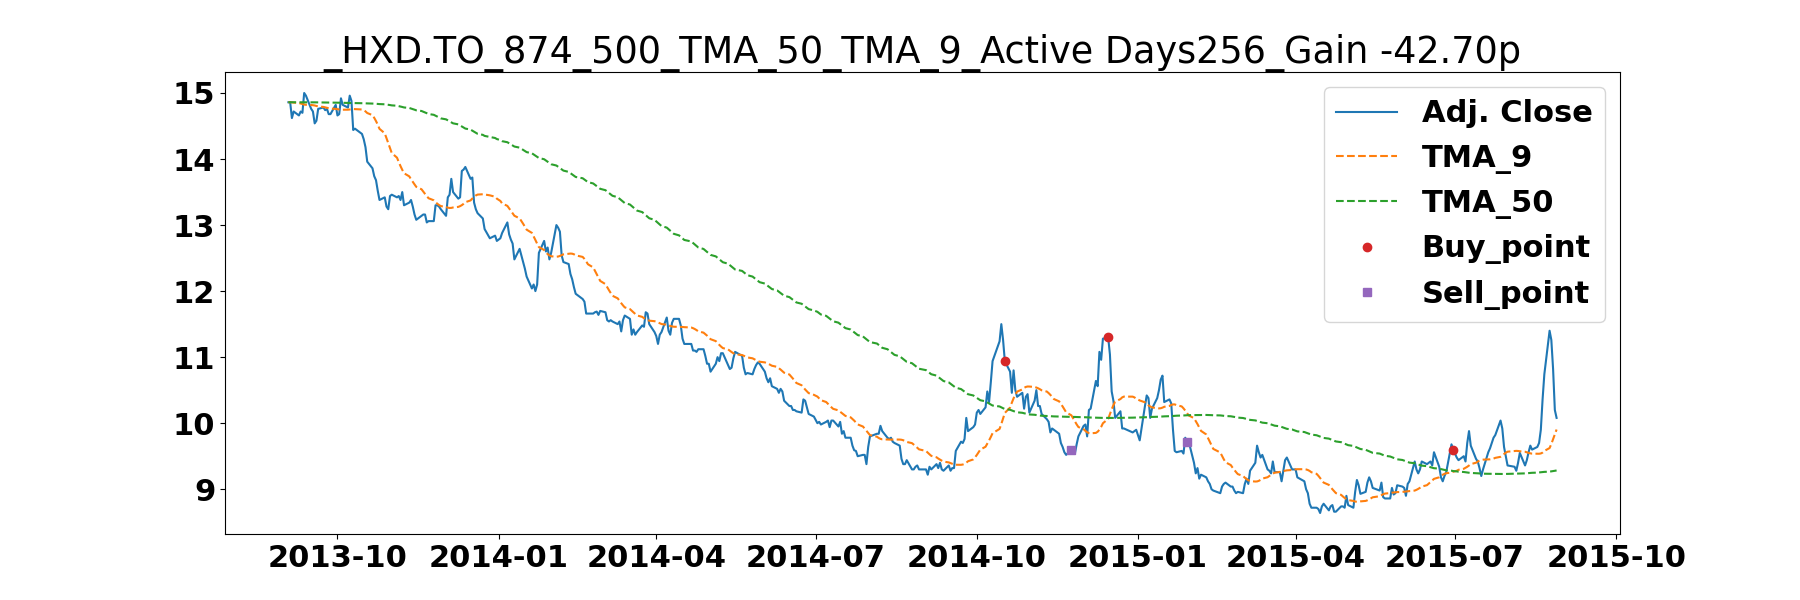 _HXD.TO_874_500_TMA_50_TMA_9_Active Days256_Gain -42.70p
15
14
13
12
11
10
9
Adj. Close
TMA_9
TMA_50
Buy_point
Sell_point
2013-10 2014-01 2014-04 2014-07 2014-10 2015-01 2015-04 2015-07 2015-10